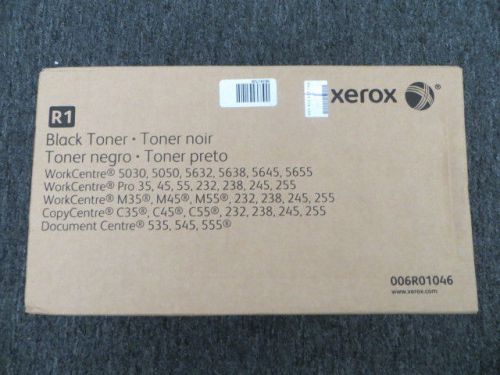 xerox
R1
Black Toner • Toner noir
Toner negro • Toner preto
WorkCentre® 5030, 5050, 5632, 5638, 5645, 5655
WorkCentre® Pro 35, 45, 55, 232, 238, 245, 255
WorkCentre® M35®, M45®, M55®, 232, 238, 245, 255
CopyCentre® C35®, C45®, C55®, 232, 238, 245, 255
Document Centre® 535, 545, 555®
006R01046
www.xerox.com